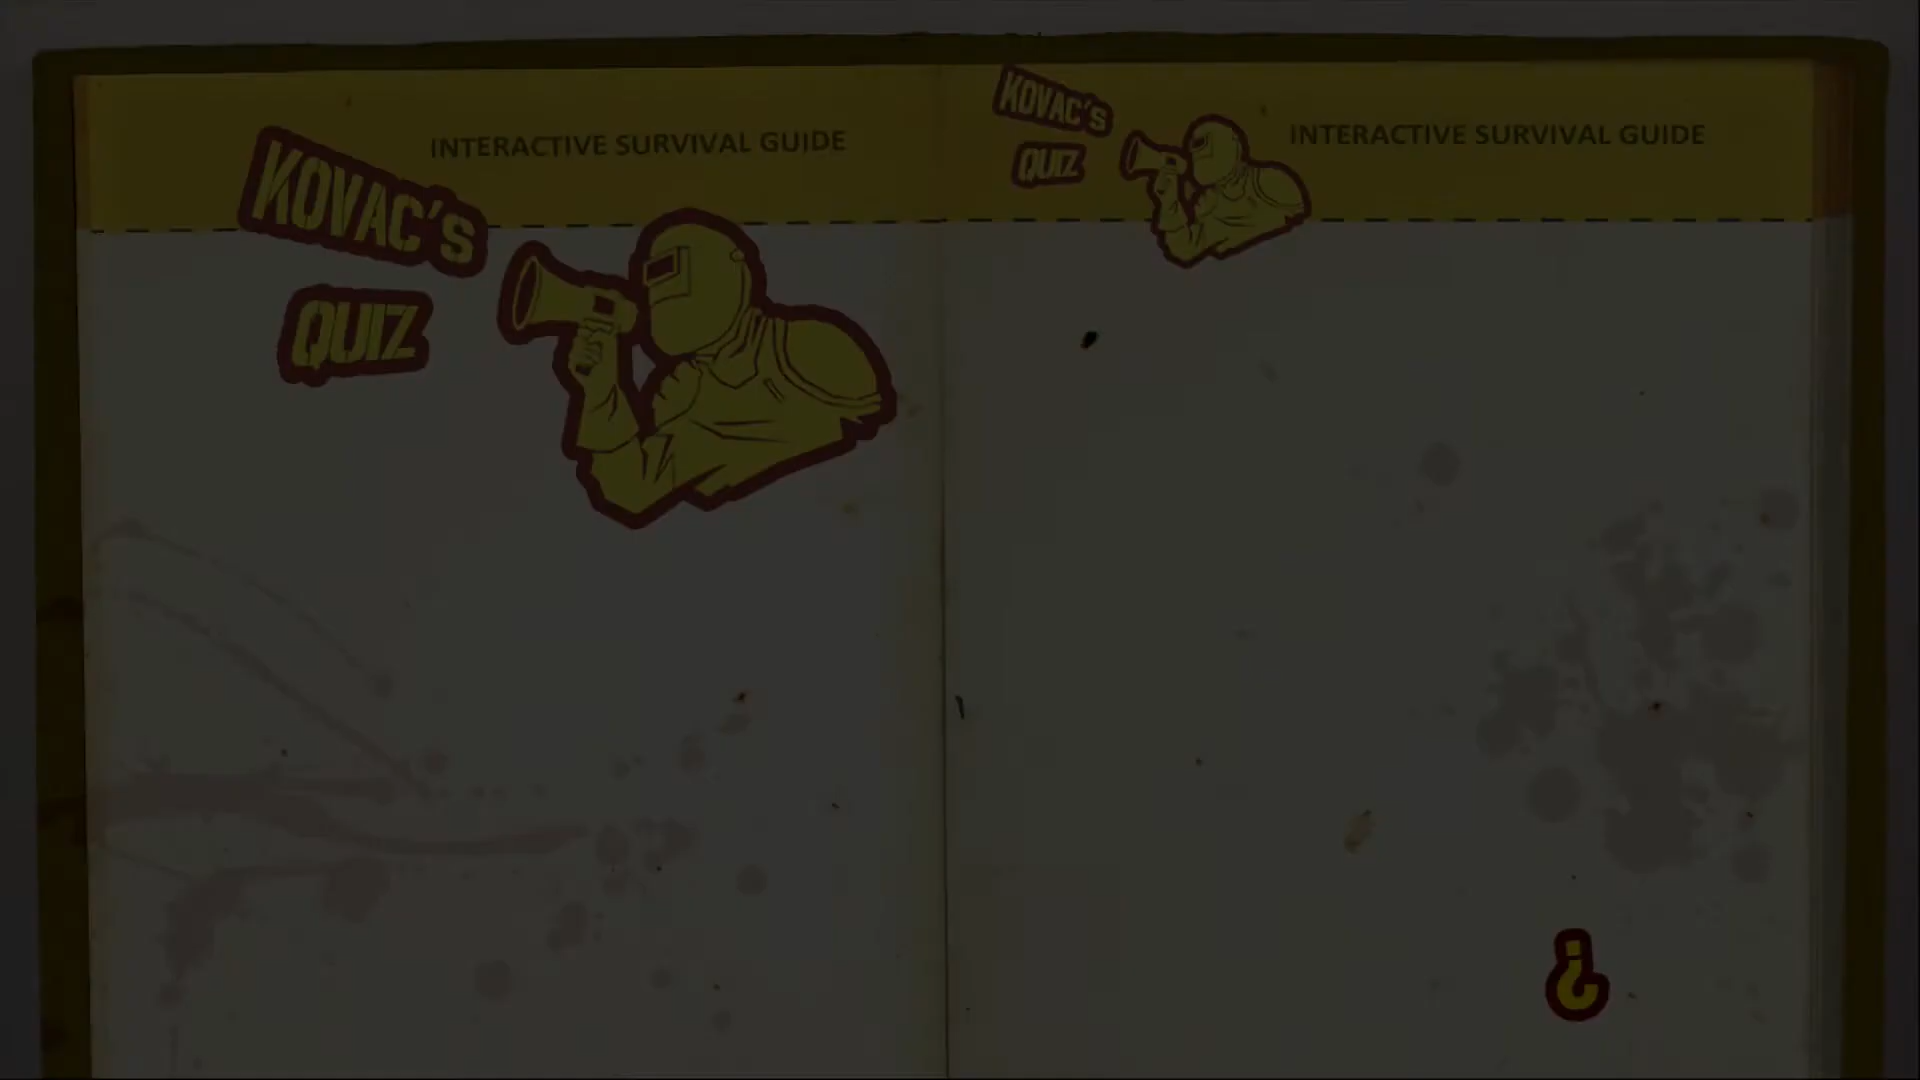 INTERACTIVE SURVIVAL GUIDE
KOVAC'S
QUIZ
KOVAC'S
QUIZ
INTERACTIVE SURVIVAL GUIDE
¿